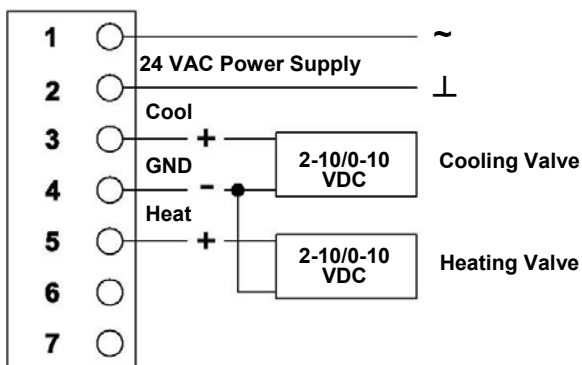 1 ~
24 VAC Power Supply
2 ⊥
Cool
3 +
2-10/0-10
VDC
Cooling Valve
GND
4 -
Heat
5 +
2-10/0-10
VDC
Heating Valve
6
7